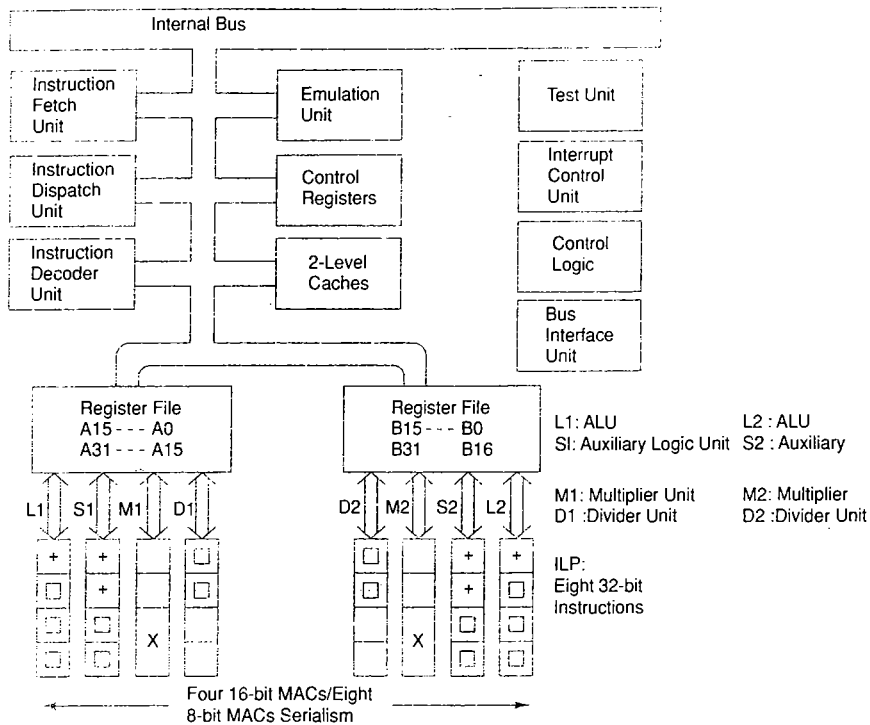 Internal Bus
Instruction
Fetch
Unit
Emulation
Unit
Test Unit
Instruction
Dispatch
Unit
Control
Registers
Interrupt
Control
Unit
Instruction
Decoder
Unit
2-Level
Caches
Control
Logic
Bus
Interface
Unit
Register File
A15 - - - A0
A31 - - - A15
Register File
B15 - - - B0
B31 B16
L1: ALU L2 : ALU
SI: Auxiliary Logic Unit S2 : Auxiliary
M1: Multiplier Unit M2: Multiplier
D1 :Divider Unit D2 :Divider Unit
L1 S1 M1 D1 D2 M2 S2 L2
+ + + +
+ +
X X
ILP:
Eight 32-bit
Instructions
Four 16-bit MACs/Eight
8-bit MACs Serialism